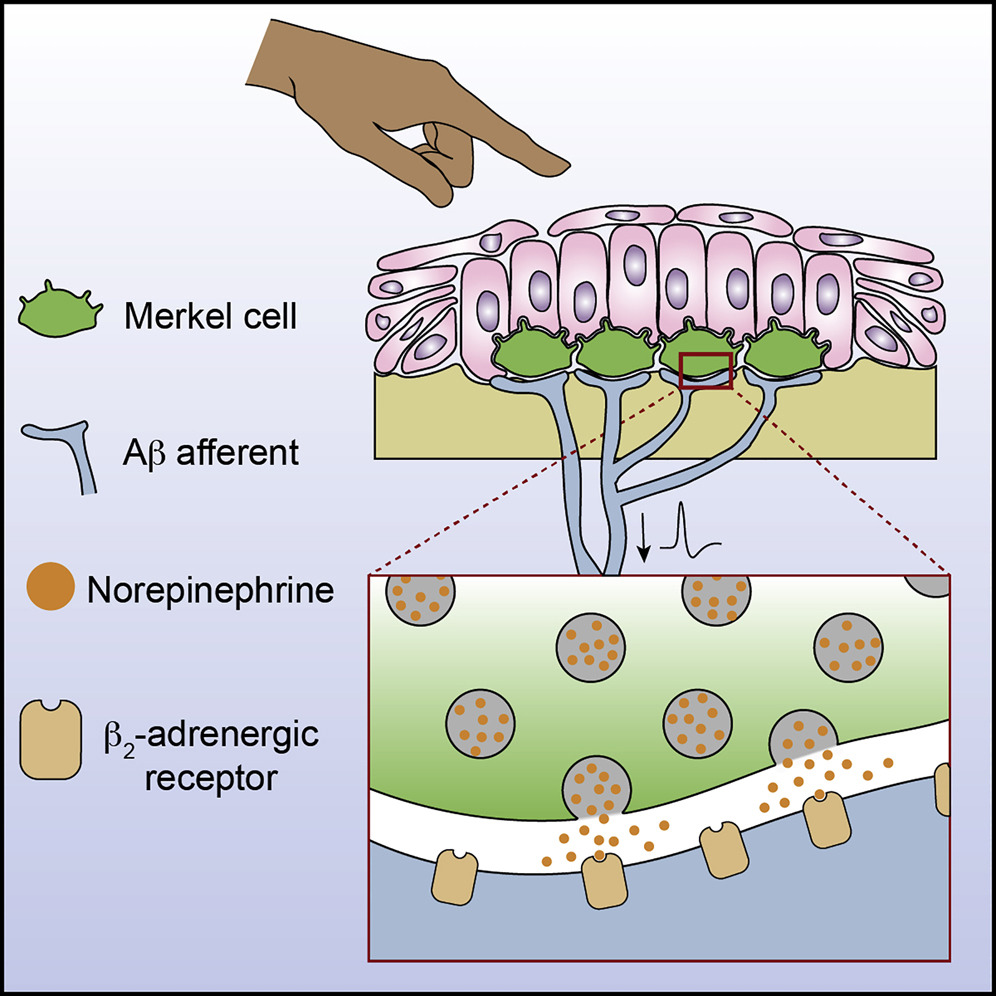 Merkel cell
Aβ afferent
Norepinephrine
β₂-adrenergic
receptor